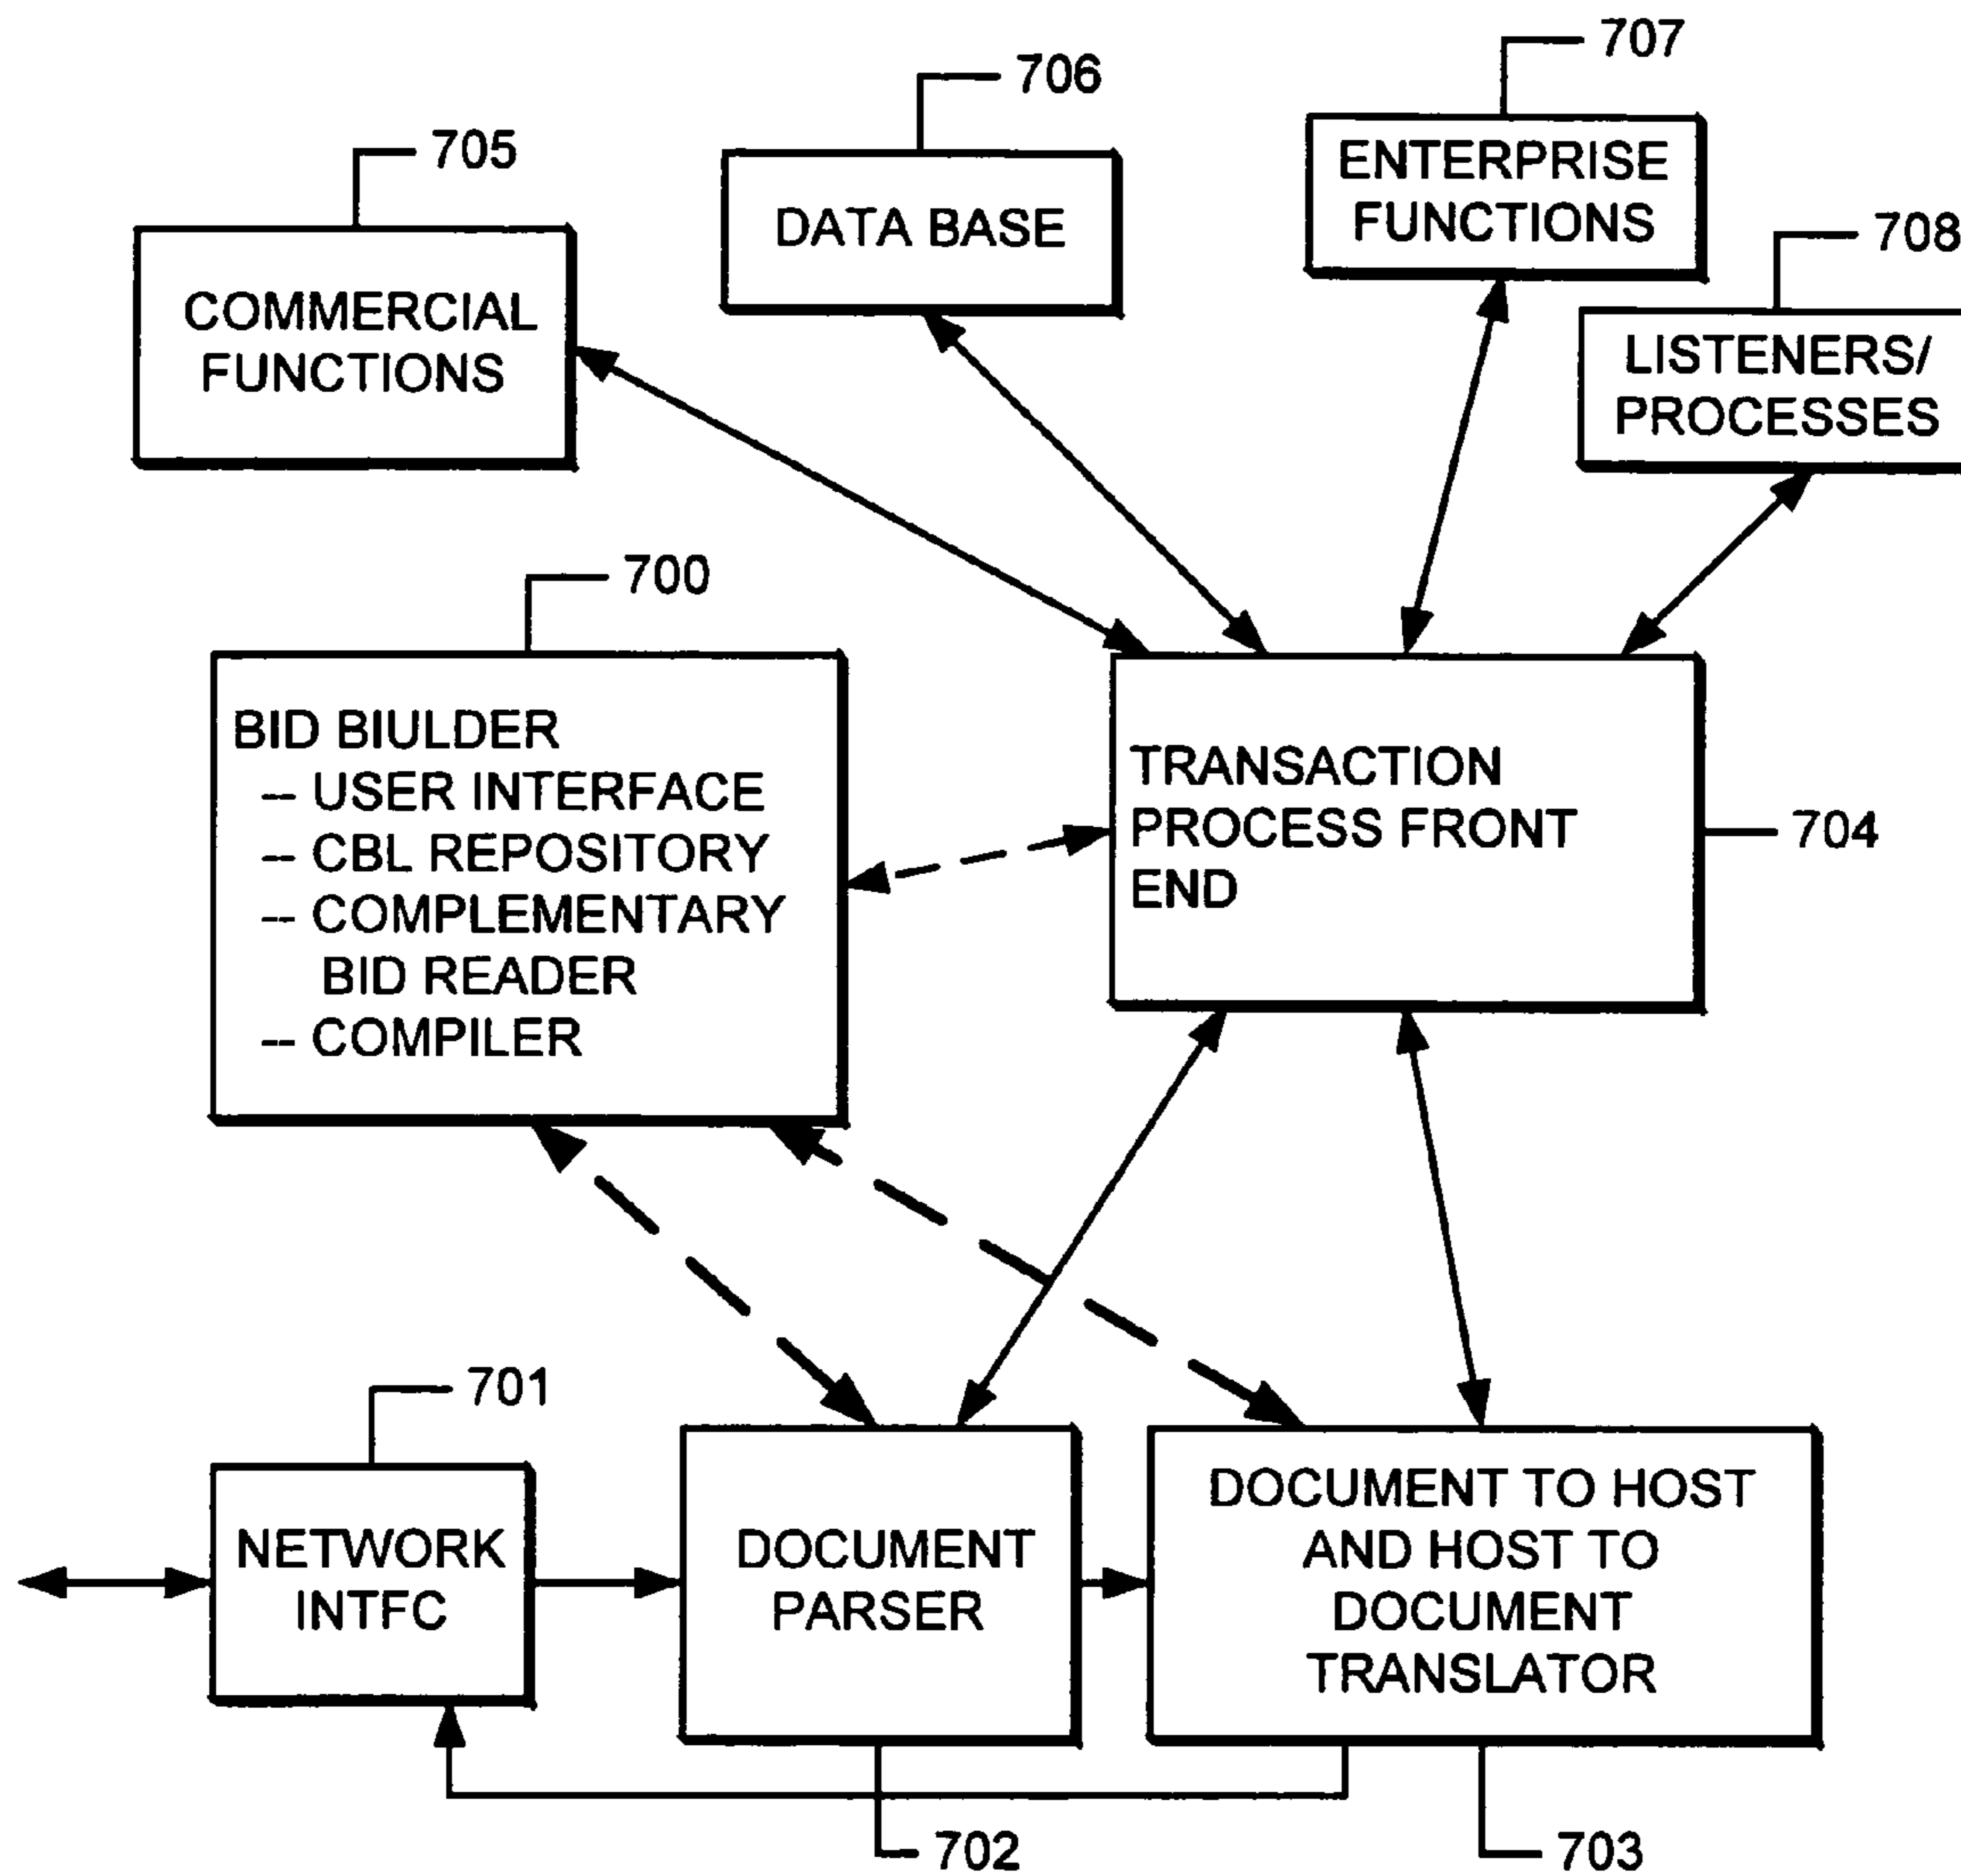 707
706
705
ENTERPRISE
FUNCTIONS
DATA BASE
708
COMMERCIAL
FUNCTIONS
LISTENERS/
PROCESSES
700
BID BIULDER
-- USER INTERFACE
-- CBL REPOSITORY
-- COMPLEMENTARY
BID READER
-- COMPILER
TRANSACTION
PROCESS FRONT
END
704
701
NETWORK
INTFC
DOCUMENT
PARSER
DOCUMENT TO HOST
AND HOST TO
DOCUMENT
TRANSLATOR
702
703